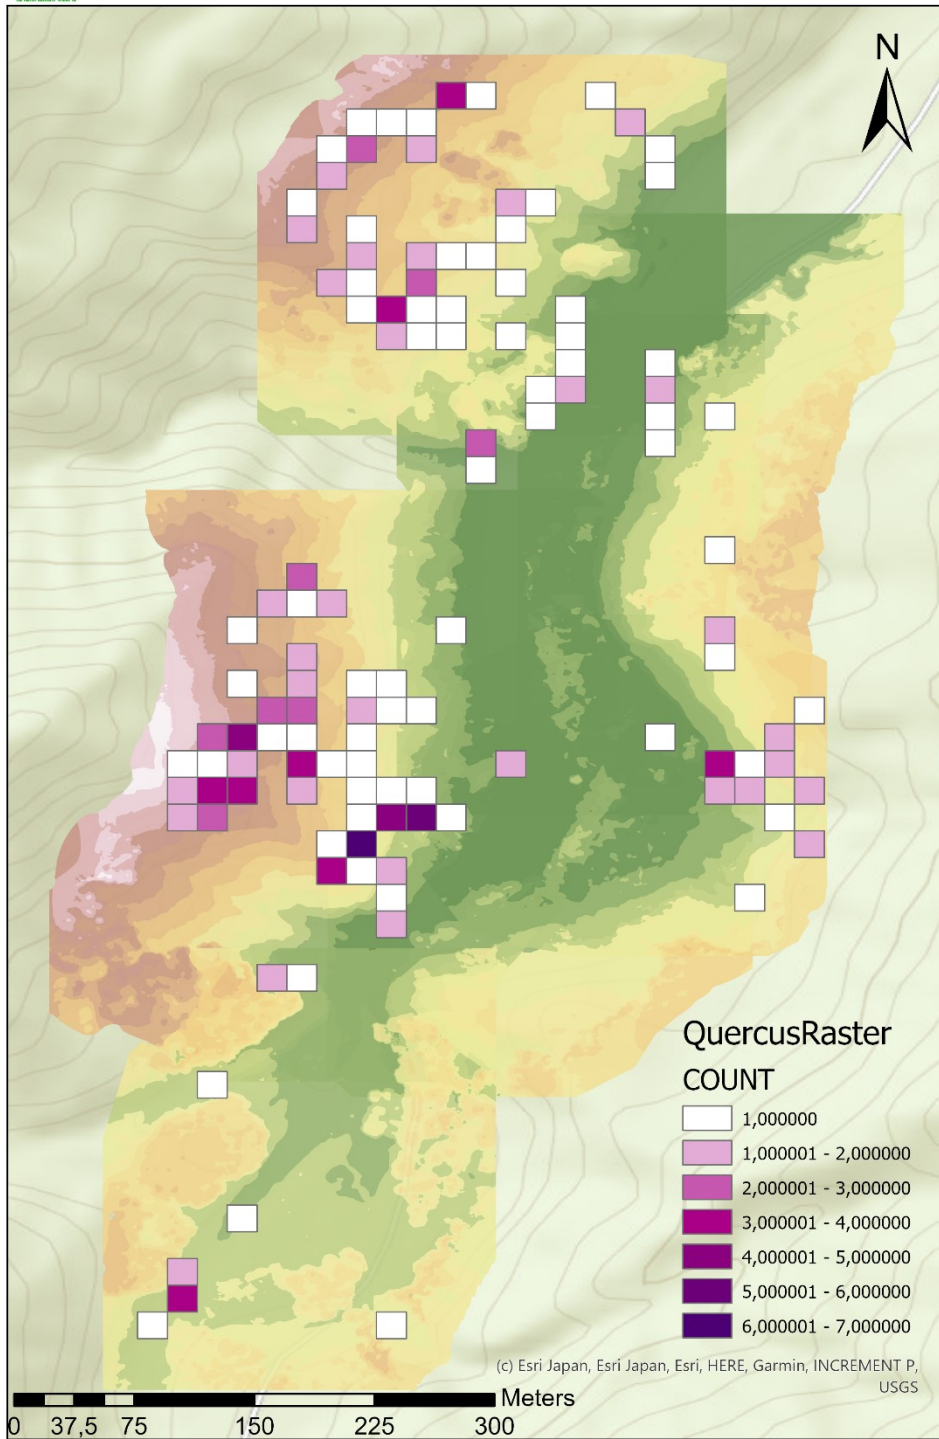 N
QuercusRaster
COUNT
1,000000
1,000001 - 2,000000
2,000001 - 3,000000
3,000001 - 4,000000
4,000001 - 5,000000
5,000001 - 6,000000
6,000001 - 7,000000
(c) Esri Japan, Esri Japan, Esri, HERE, Garmin, INCREMENT P,
USGS
Meters
0 37,5 75 150 225 300